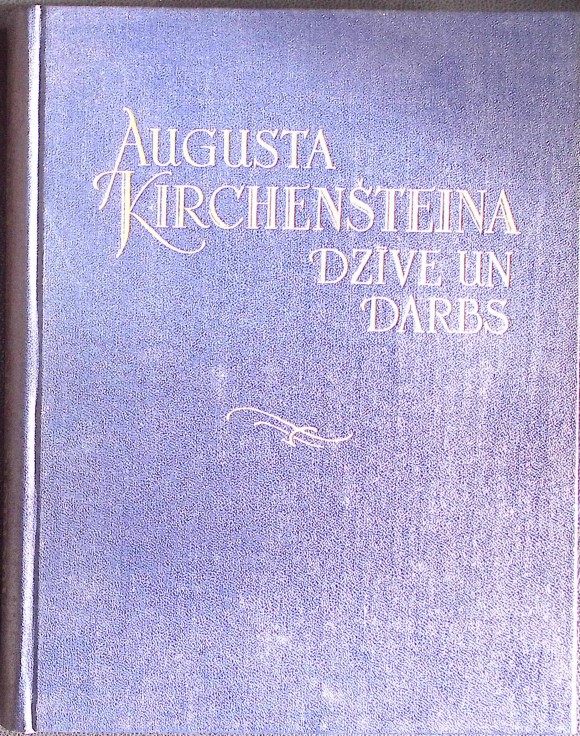 AUGUSTA
KIRCHENŠTEINA
DZĪVE UN
DARBS